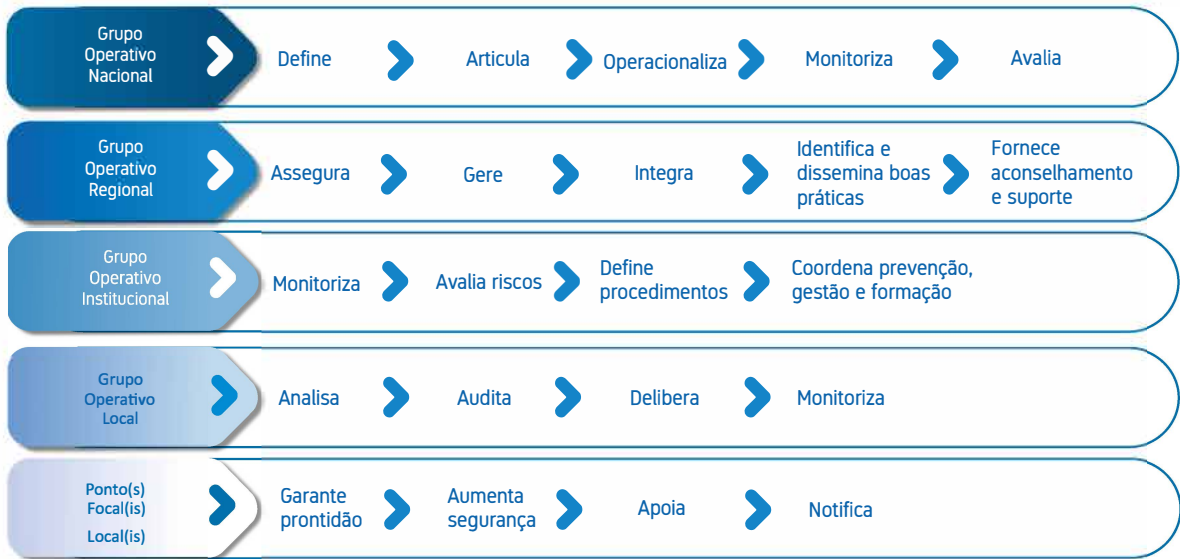 Grupo
Operativo
Nacional
Define
Articula
Operacionaliza
Monitoriza
Avalia
Grupo
Operativo
Regional
Assegura
Gere
Integra
Identifica e
dissemina boas
práticas
Fornece
aconselhamento
e suporte
Grupo
Operativo
Institucional
Monitoriza
Avalia riscos
Define
procedimentos
Coordena prevenção,
gestão e formação
Grupo
Operativo
Local
Analisa
Audita
Delibera
Monitoriza
Ponto(s)
Focal(is)
Local(is)
Garante
prontidão
Aumenta
segurança
Apoia
Notifica